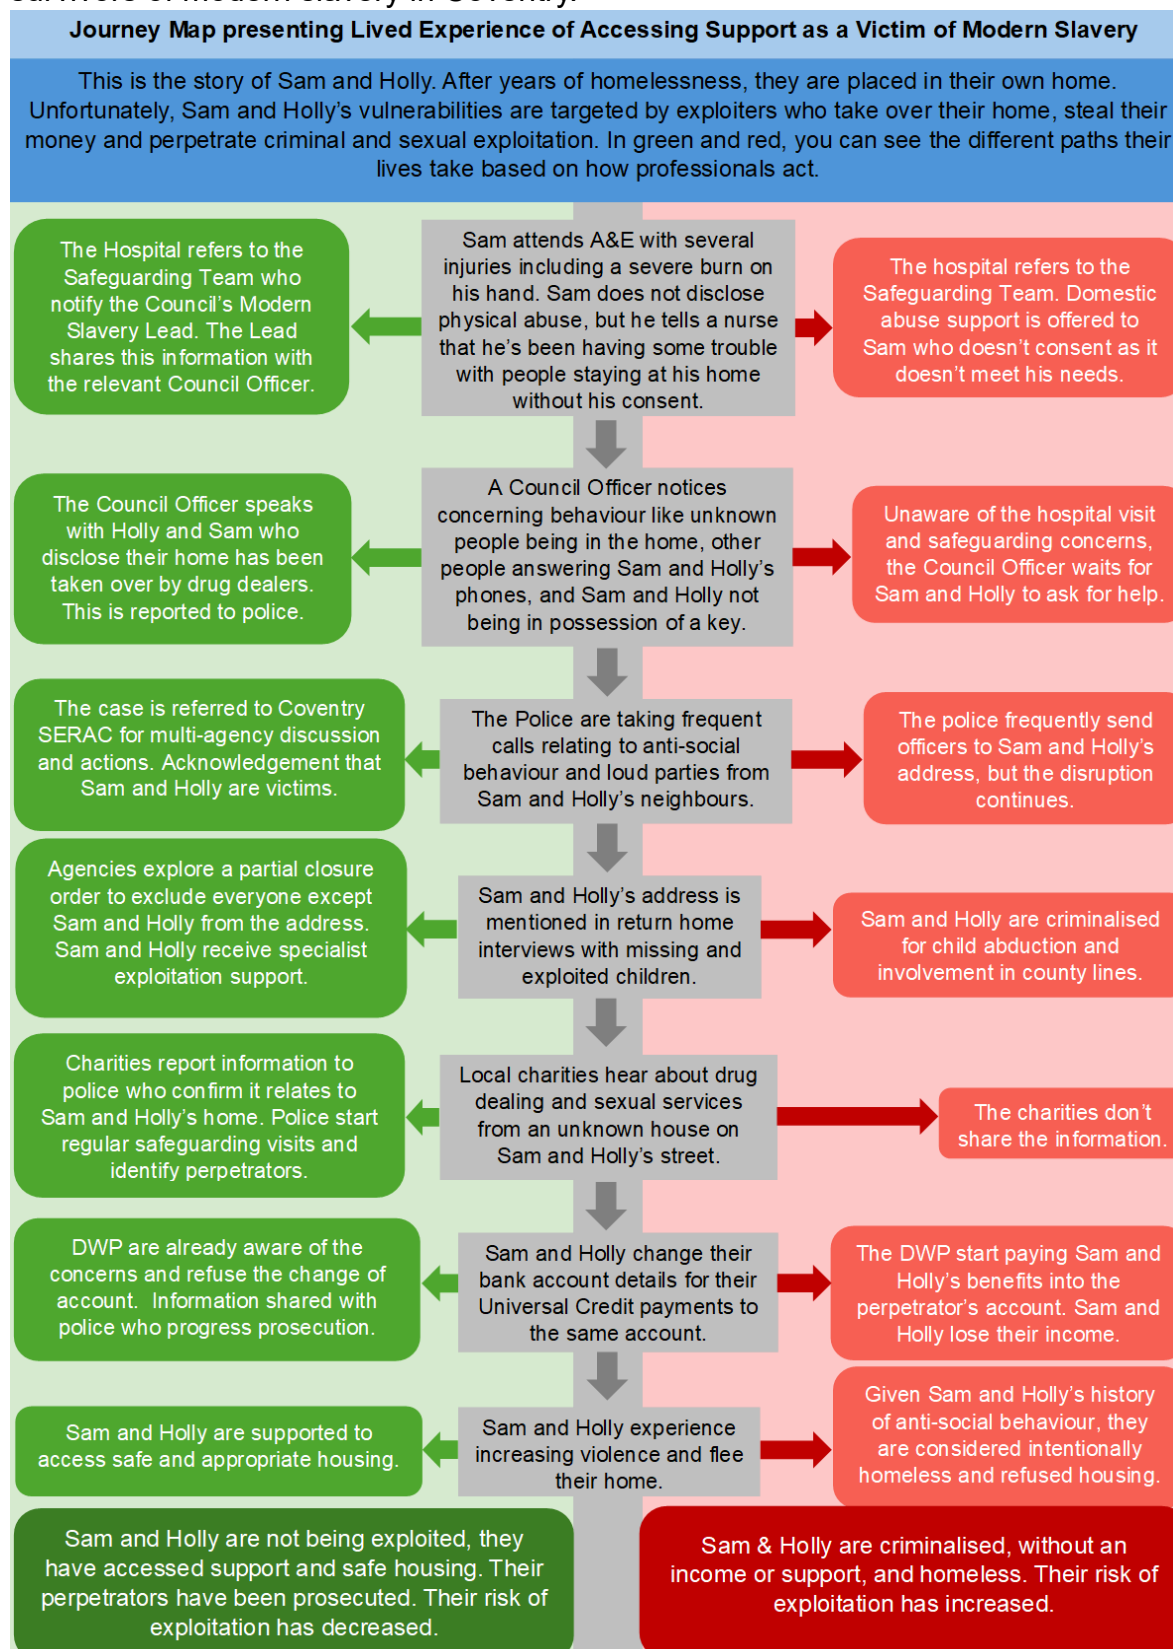 survivors of modern slavery in Coventry.
Journey Map presenting Lived Experience of Accessing Support as a Victim of Modern Slavery
This is the story of Sam and Holly. After years of homelessness, they are placed in their own home.
Unfortunately, Sam and Holly’s vulnerabilities are targeted by exploiters who take over their home, steal their
money and perpetrate criminal and sexual exploitation. In green and red, you can see the different paths their
lives take based on how professionals act.
The Hospital refers to the
Safeguarding Team who
notify the Council’s Modern
Slavery Lead. The Lead
shares this information with
the relevant Council Officer.
Sam attends A&E with several
injuries including a severe burn on
his hand. Sam does not disclose
physical abuse, but he tells a nurse
that he’s been having some trouble
with people staying at his home
without his consent.
The hospital refers to the
Safeguarding Team. Domestic
abuse support is offered to
Sam who doesn’t consent as it
doesn’t meet his needs.
The Council Officer speaks
with Holly and Sam who
disclose their home has been
taken over by drug dealers.
This is reported to police.
A Council Officer notices
concerning behaviour like unknown
people being in the home, other
people answering Sam and Holly’s
phones, and Sam and Holly not
being in possession of a key.
Unaware of the hospital visit
and safeguarding concerns,
the Council Officer waits for
Sam and Holly to ask for help.
The case is referred to Coventry
SERAC for multi-agency discussion
and actions. Acknowledgement that
Sam and Holly are victims.
The Police are taking frequent
calls relating to anti-social
behaviour and loud parties from
Sam and Holly’s neighbours.
The police frequently send
officers to Sam and Holly’s
address, but the disruption
continues.
Agencies explore a partial closure
order to exclude everyone except
Sam and Holly from the address.
Sam and Holly receive specialist
exploitation support.
Sam and Holly’s address is
mentioned in return home
interviews with missing and
exploited children.
Sam and Holly are criminalised
for child abduction and
involvement in county lines.
Charities report information to
police who confirm it relates to
Sam and Holly’s home. Police start
regular safeguarding visits and
identify perpetrators.
Local charities hear about drug
dealing and sexual services
from an unknown house on
Sam and Holly’s street.
The charities don’t
share the information.
DWP are already aware of the
concerns and refuse the change of
account. Information shared with
police who progress prosecution.
Sam and Holly change their
bank account details for their
Universal Credit payments to
the same account.
The DWP start paying Sam and
Holly’s benefits into the
perpetrator’s account. Sam and
Holly lose their income.
Sam and Holly are supported to
access safe and appropriate housing.
Sam and Holly experience
increasing violence and flee
their home.
Given Sam and Holly’s history
of anti-social behaviour, they
are considered intentionally
homeless and refused housing.
Sam and Holly are not being exploited, they
have accessed support and safe housing. Their
perpetrators have been prosecuted. Their risk of
exploitation has decreased.
Sam & Holly are criminalised, without an
income or support, and homeless. Their risk of
exploitation has increased.